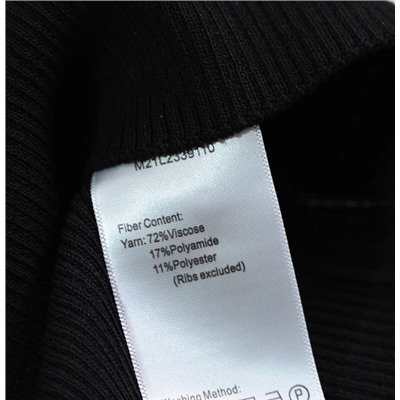 M21L2339110
Fiber Content:
Yarn: 72%Viscose
17%Polyamide
11%Polyester
(Ribs excluded)
Washing Method:
P